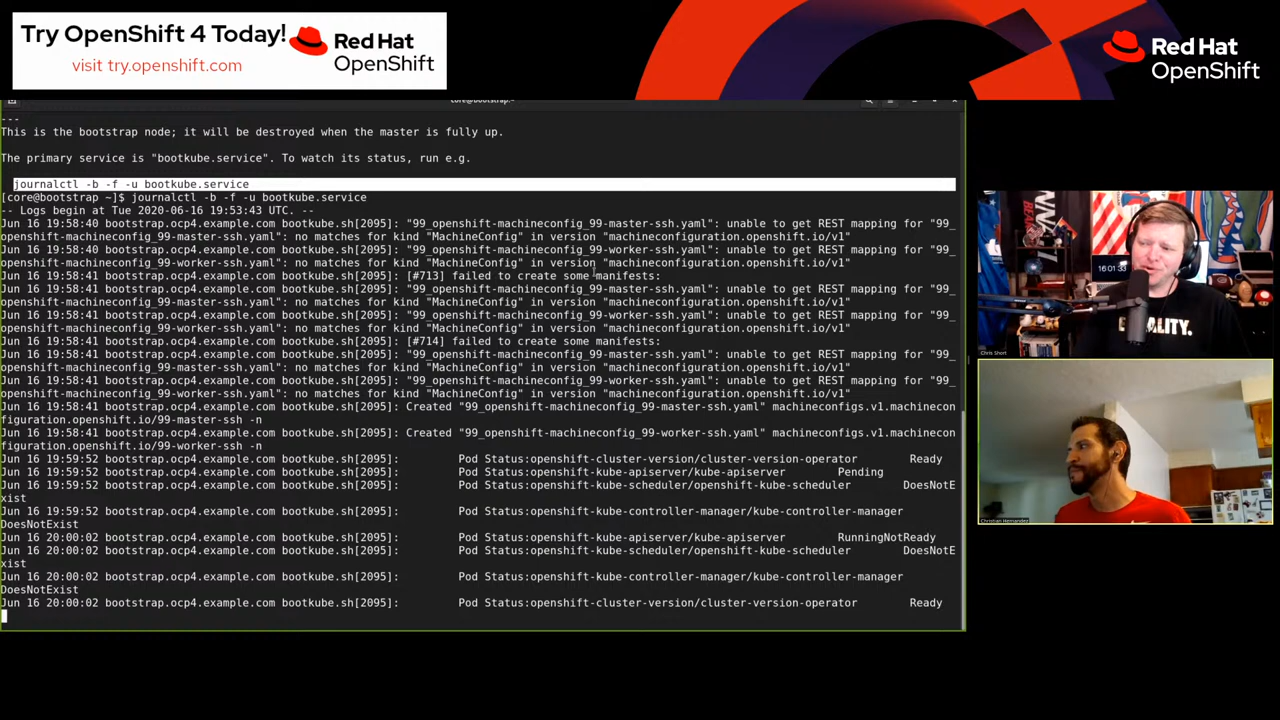 Try OpenShift 4 Today!
visit try.openshift.com
Red Hat
OpenShift
Red Hat
OpenShift
core@bootstrap:~
---
This is the bootstrap node; it will be destroyed when the master is fully up.
The primary service is "bootkube.service". To watch its status, run e.g.
journalctl -b -f -u bootkube.service
[core@bootstrap ~]$ journalctl -b -f -u bootkube.service
-- Logs begin at Tue 2020-06-16 19:53:43 UTC. --
Jun 16 19:58:40 bootstrap.ocp4.example.com bootkube.sh[2095]: "99_openshift-machineconfig_99-master-ssh.yaml": unable to get REST mapping for "99_
openshift-machineconfig_99-master-ssh.yaml": no matches for kind "MachineConfig" in version "machineconfiguration.openshift.io/v1"
Jun 16 19:58:40 bootstrap.ocp4.example.com bootkube.sh[2095]: "99_openshift-machineconfig_99-worker-ssh.yaml": unable to get REST mapping for "99_
openshift-machineconfig_99-worker-ssh.yaml": no matches for kind "MachineConfig" in version "machineconfiguration.openshift.io/v1"
Jun 16 19:58:41 bootstrap.ocp4.example.com bootkube.sh[2095]: [#713] failed to create some manifests:
Jun 16 19:58:41 bootstrap.ocp4.example.com bootkube.sh[2095]: "99_openshift-machineconfig_99-master-ssh.yaml": unable to get REST mapping for "99_
openshift-machineconfig_99-master-ssh.yaml": no matches for kind "MachineConfig" in version "machineconfiguration.openshift.io/v1"
Jun 16 19:58:41 bootstrap.ocp4.example.com bootkube.sh[2095]: "99_openshift-machineconfig_99-worker-ssh.yaml": unable to get REST mapping for "99_
openshift-machineconfig_99-worker-ssh.yaml": no matches for kind "MachineConfig" in version "machineconfiguration.openshift.io/v1"
Jun 16 19:58:41 bootstrap.ocp4.example.com bootkube.sh[2095]: [#714] failed to create some manifests:
Jun 16 19:58:41 bootstrap.ocp4.example.com bootkube.sh[2095]: "99_openshift-machineconfig_99-master-ssh.yaml": unable to get REST mapping for "99_
openshift-machineconfig_99-master-ssh.yaml": no matches for kind "MachineConfig" in version "machineconfiguration.openshift.io/v1"
Jun 16 19:58:41 bootstrap.ocp4.example.com bootkube.sh[2095]: "99_openshift-machineconfig_99-worker-ssh.yaml": unable to get REST mapping for "99_
openshift-machineconfig_99-worker-ssh.yaml": no matches for kind "MachineConfig" in version "machineconfiguration.openshift.io/v1"
Jun 16 19:58:41 bootstrap.ocp4.example.com bootkube.sh[2095]: Created "99_openshift-machineconfig_99-master-ssh.yaml" machineconfigs.v1.machinecon
figuration.openshift.io/99-master-ssh -n
Jun 16 19:58:41 bootstrap.ocp4.example.com bootkube.sh[2095]: Created "99_openshift-machineconfig_99-worker-ssh.yaml" machineconfigs.v1.machinecon
figuration.openshift.io/99-worker-ssh -n
Jun 16 19:59:52 bootstrap.ocp4.example.com bootkube.sh[2095]: Pod Status:openshift-cluster-version/cluster-version-operator Ready
Jun 16 19:59:52 bootstrap.ocp4.example.com bootkube.sh[2095]: Pod Status:openshift-kube-apiserver/kube-apiserver Pending
Jun 16 19:59:52 bootstrap.ocp4.example.com bootkube.sh[2095]: Pod Status:openshift-kube-scheduler/openshift-kube-scheduler DoesNotE
xist
Jun 16 19:59:52 bootstrap.ocp4.example.com bootkube.sh[2095]: Pod Status:openshift-kube-controller-manager/kube-controller-manager
DoesNotExist
Jun 16 20:00:02 bootstrap.ocp4.example.com bootkube.sh[2095]: Pod Status:openshift-kube-apiserver/kube-apiserver RunningNotReady
Jun 16 20:00:02 bootstrap.ocp4.example.com bootkube.sh[2095]: Pod Status:openshift-kube-scheduler/openshift-kube-scheduler DoesNotE
xist
Jun 16 20:00:02 bootstrap.ocp4.example.com bootkube.sh[2095]: Pod Status:openshift-kube-controller-manager/kube-controller-manager
DoesNotExist
Jun 16 20:00:02 bootstrap.ocp4.example.com bootkube.sh[2095]: Pod Status:openshift-cluster-version/cluster-version-operator Ready
16 01 33
Chris Short
Christian Hernandez